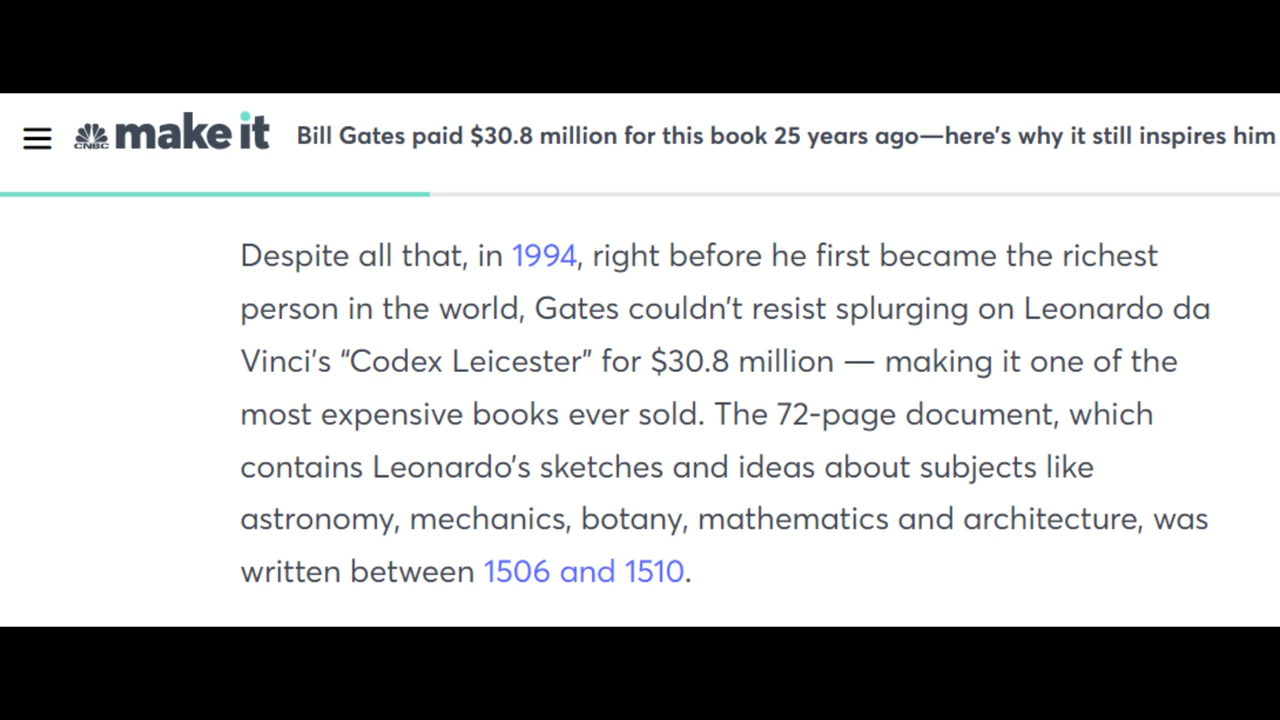 CNBC make it Bill Gates paid $30.8 million for this book 25 years ago—here's why it still inspires him
Despite all that, in 1994, right before he first became the richest
person in the world, Gates couldn't resist splurging on Leonardo da
Vinci's “Codex Leicester” for $30.8 million — making it one of the
most expensive books ever sold. The 72-page document, which
contains Leonardo's sketches and ideas about subjects like
astronomy, mechanics, botany, mathematics and architecture, was
written between 1506 and 1510.